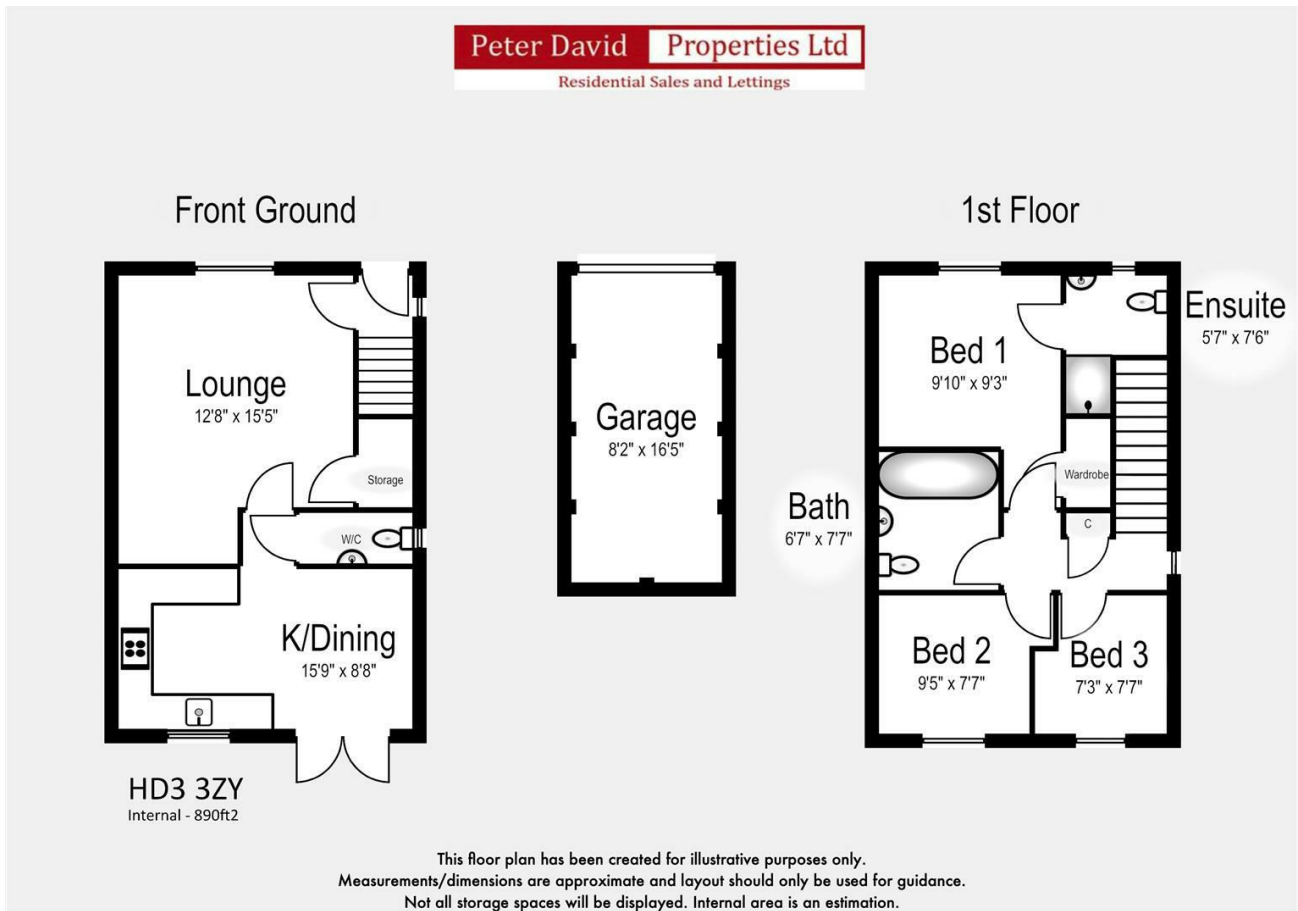 Peter David Properties Ltd
Residential Sales and Lettings
Front Ground
1st Floor
Lounge
12'8" x 15'5"
Storage
W/C
K/Dining
15'9" x 8'8"
Garage
8'2" x 16'5"
Bed 1
9'10" x 9'3"
Ensuite
5'7" x 7'6"
Wardrobe
Bath
6'7" x 7'7"
C
Bed 2
9'5" x 7'7"
Bed 3
7'3" x 7'7"
HD3 3ZY
Internal - 890ft2
This floor plan has been created for illustrative purposes only.
Measurements/dimensions are approximate and layout should only be used for guidance.
Not all storage spaces will be displayed. Internal area is an estimation.